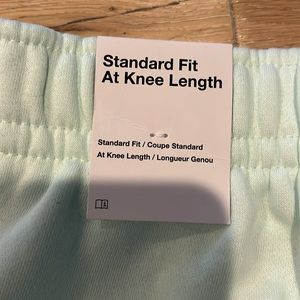 Standard Fit
At Knee Length
Standard Fit / Coupe Standard
At Knee Length / Longueur Genou